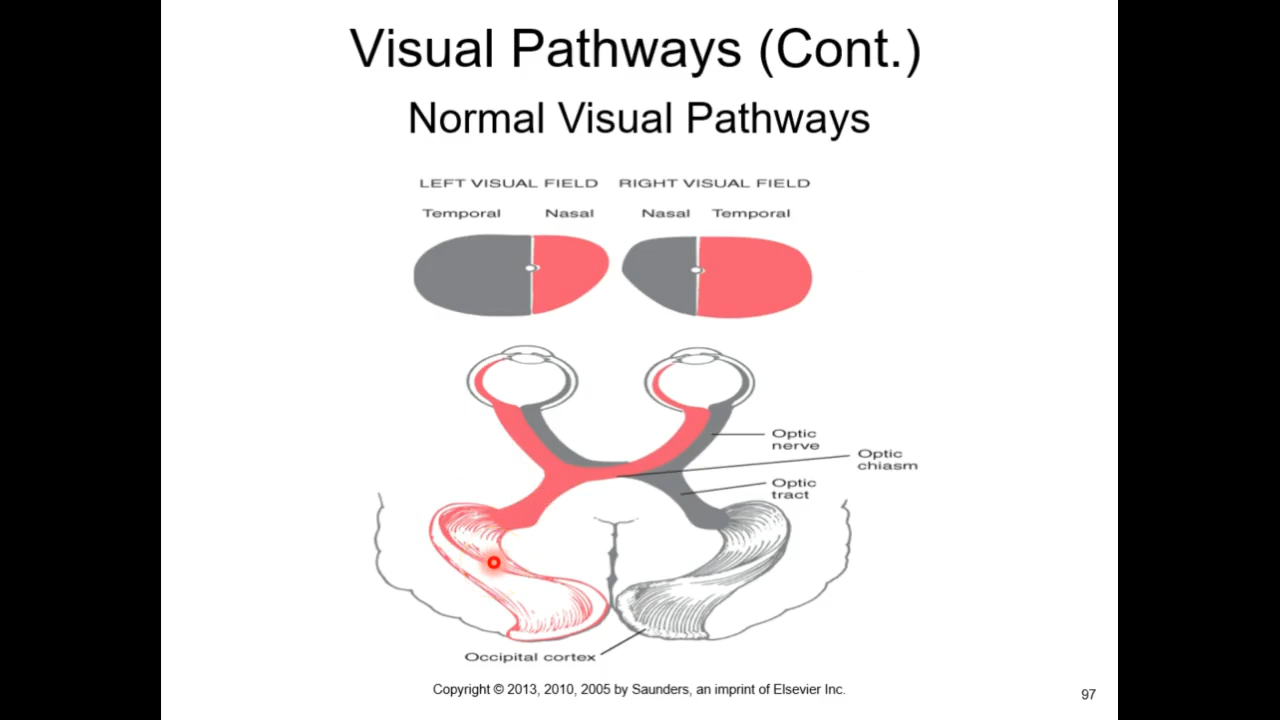 Visual Pathways (Cont.)
Normal Visual Pathways
LEFT VISUAL FIELD RIGHT VISUAL FIELD
Temporal Nasal Nasal Temporal
Optic
nerve
Optic
chiasm
Optic
tract
Occipital cortex
Copyright © 2013, 2010, 2005 by Saunders, an imprint of Elsevier Inc.
97